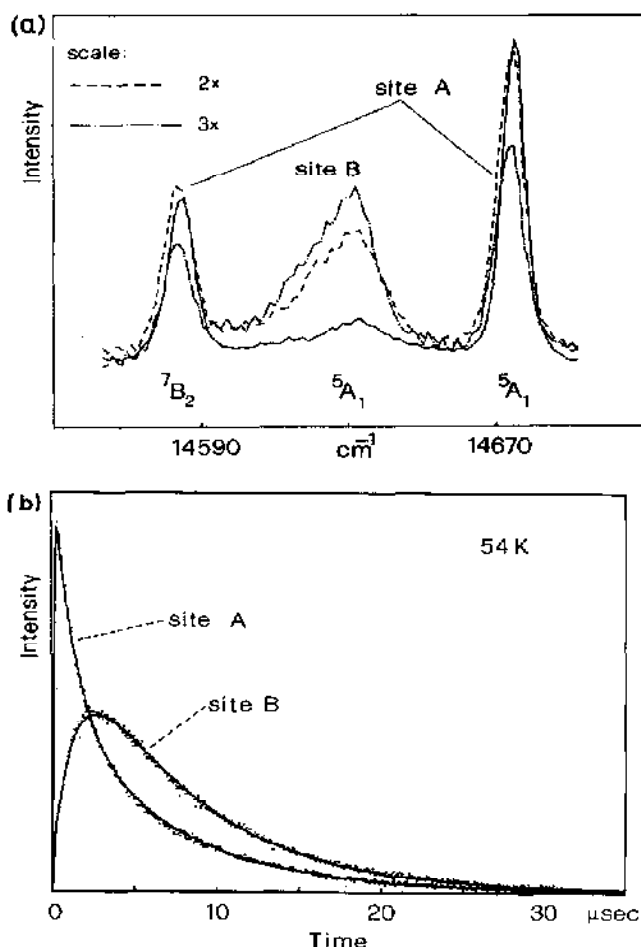 (a)
scale:
2x
3x
site A
site B
Intensity
⁷B₂
⁵A₁
⁵A₁
14590
cm⁻¹
14670
(b)
54 K
site A
site B
Intensity
0
10
20
30
μsec
Time